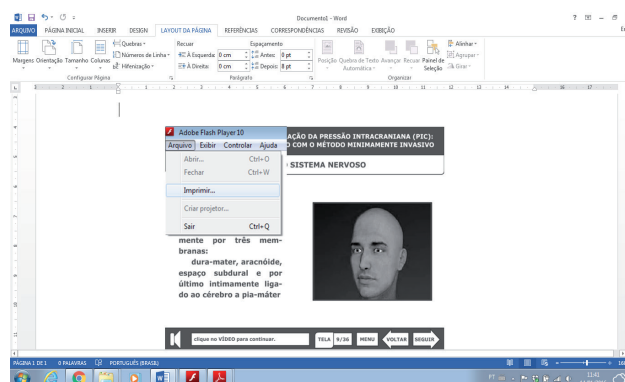 Documento1 - Word
ARQUIVO PÁGINA INICIAL INSERIR DESIGN LAYOUT DA PÁGINA REFERÊNCIAS CORRESPONDÊNCIAS REVISÃO EXIBIÇÃO
Margens Orientação Tamanho Colunas
Quebras
Números de Linha
Hifenização
Configurar Página
Recuar
À Esquerda: 0 cm
À Direita: 0 cm
Espaçamento
Antes: 0 pt
Depois: 8 pt
Parágrafo
Posição Quebra de Texto Automática Avançar Recuar Painel de Seleção
Alinhar
Agrupar
Girar
Organizar
Adobe Flash Player 10
Arquivo Exibir Controlar Ajuda
Abrir... Ctrl+O
Fechar Ctrl+W
Imprimir...
Criar projetor...
Sair Ctrl+Q
AÇÃO DA PRESSÃO INTRACRANIANA (PIC):
O COM O MÉTODO MINIMAMENTE INVASIVO
SISTEMA NERVOSO
mente por três mem-
branas:
dura-mater, aracnóide,
espaço subdural e por
último intimamente liga-
do ao cérebro a pia-máter
clique no VÍDEO para continuar.
TELA 9/36 MENU VOLTAR SEGUIR
PÁGINA 1 DE 1 0 PALAVRAS PORTUGUÊS (BRASIL)
PT
11:41